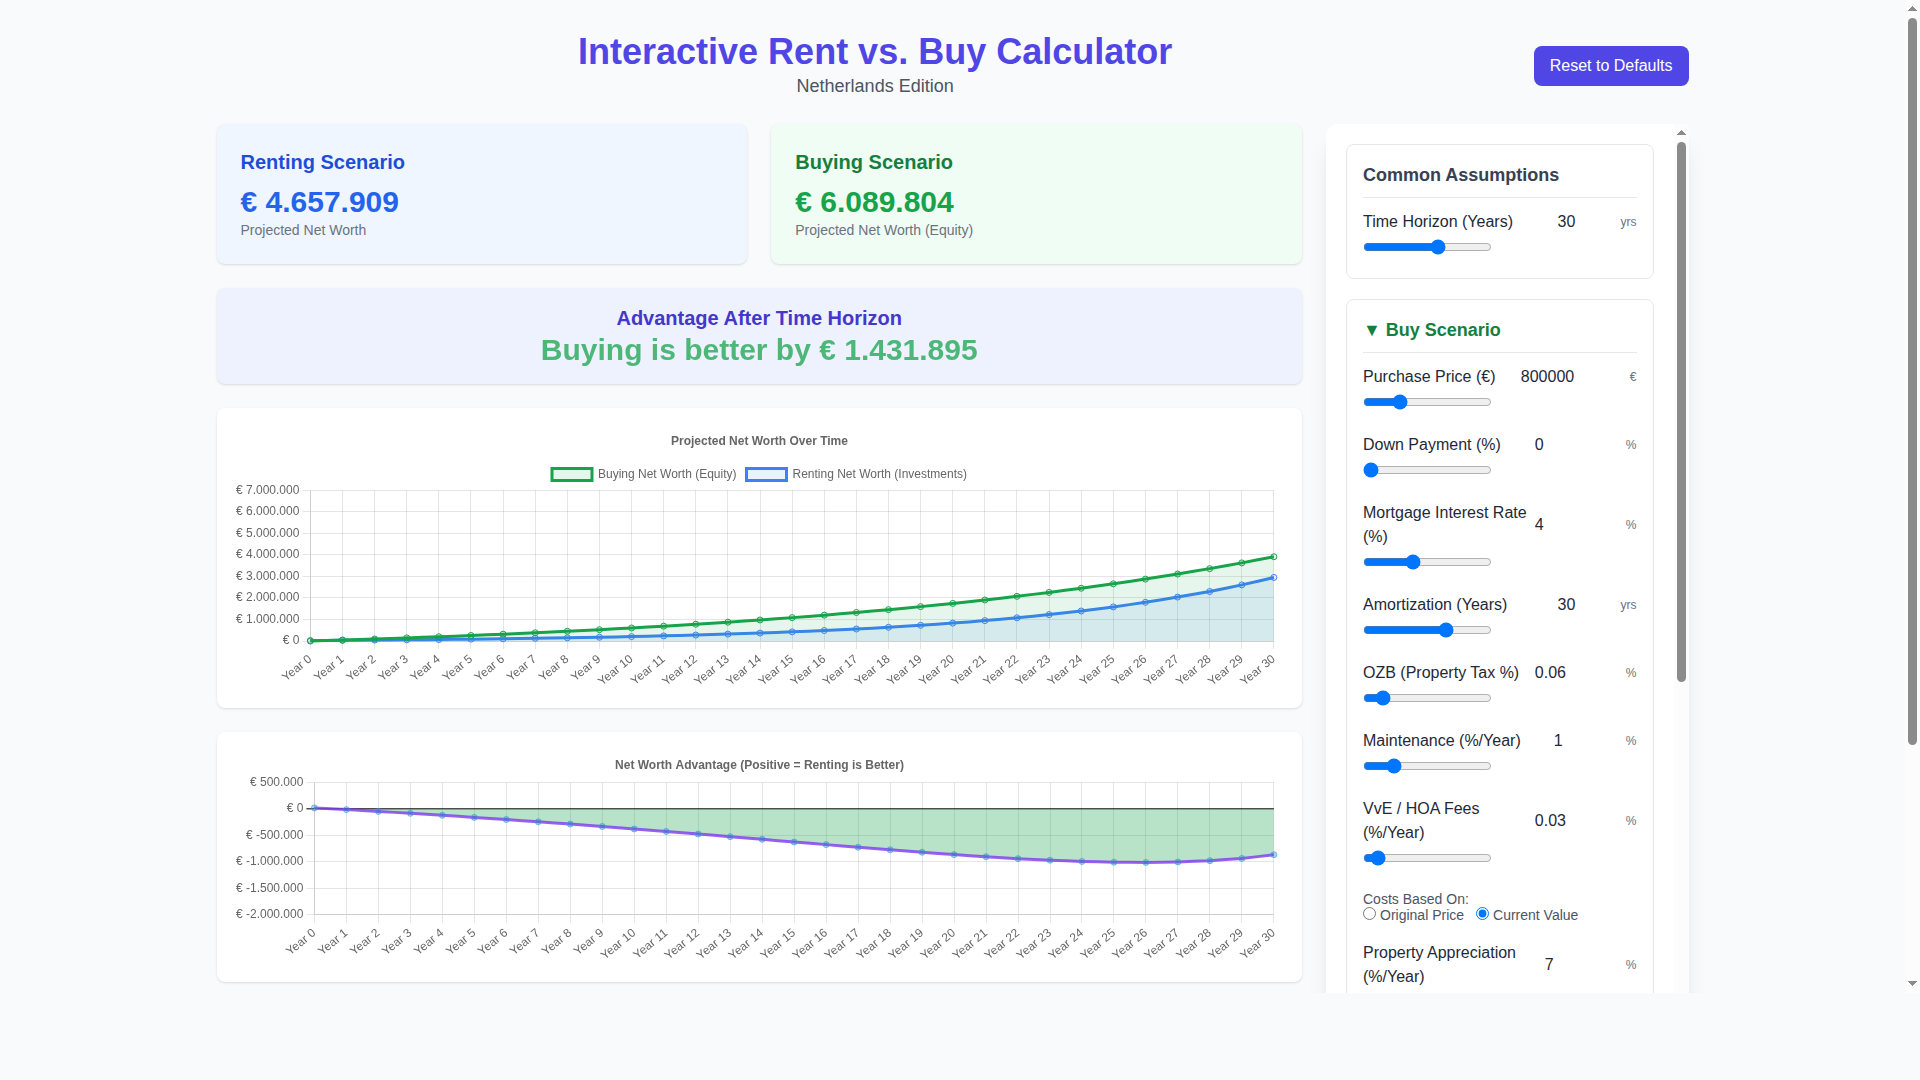 Interactive Rent vs. Buy Calculator
Netherlands Edition
Reset to Defaults
Renting Scenario
€ 4.657.909
Projected Net Worth
Buying Scenario
€ 6.089.804
Projected Net Worth (Equity)
Advantage After Time Horizon
Buying is better by € 1.431.895
Projected Net Worth Over Time
Buying Net Worth (Equity) Renting Net Worth (Investments)
€ 7.000.000
€ 6.000.000
€ 5.000.000
€ 4.000.000
€ 3.000.000
€ 2.000.000
€ 1.000.000
€ 0
Year 0 Year 1 Year 2 Year 3 Year 4 Year 5 Year 6 Year 7 Year 8 Year 9 Year 10 Year 11 Year 12 Year 13 Year 14 Year 15 Year 16 Year 17 Year 18 Year 19 Year 20 Year 21 Year 22 Year 23 Year 24 Year 25 Year 26 Year 27 Year 28 Year 29 Year 30
Net Worth Advantage (Positive = Renting is Better)
€ 500.000
€ 0
€ -500.000
€ -1.000.000
€ -1.500.000
€ -2.000.000
Year 0 Year 1 Year 2 Year 3 Year 4 Year 5 Year 6 Year 7 Year 8 Year 9 Year 10 Year 11 Year 12 Year 13 Year 14 Year 15 Year 16 Year 17 Year 18 Year 19 Year 20 Year 21 Year 22 Year 23 Year 24 Year 25 Year 26 Year 27 Year 28 Year 29 Year 30
Common Assumptions
Time Horizon (Years) 30 yrs
▼ Buy Scenario
Purchase Price (€) 800000 €
Down Payment (%) 0 %
Mortgage Interest Rate
(%) 4 %
Amortization (Years) 30 yrs
OZB (Property Tax %) 0.06 %
Maintenance (%/Year) 1 %
VvE / HOA Fees
(%/Year) 0.03 %
Costs Based On:
Original Price Current Value
Property Appreciation
(%/Year) 7 %